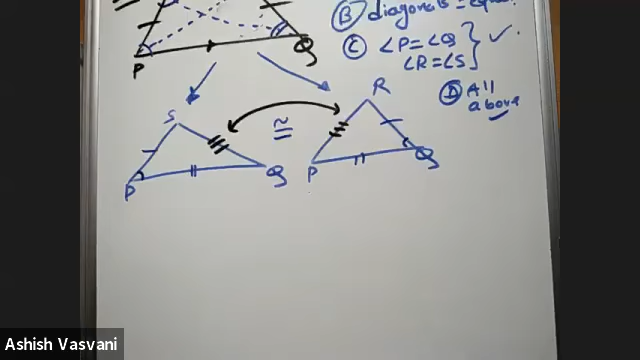 B diagonals = equal
C ∠P=∠Q
∠R=∠S
D All
above
P
Q
S
R
≅
P
Q
P
Q
Ashish Vasvani